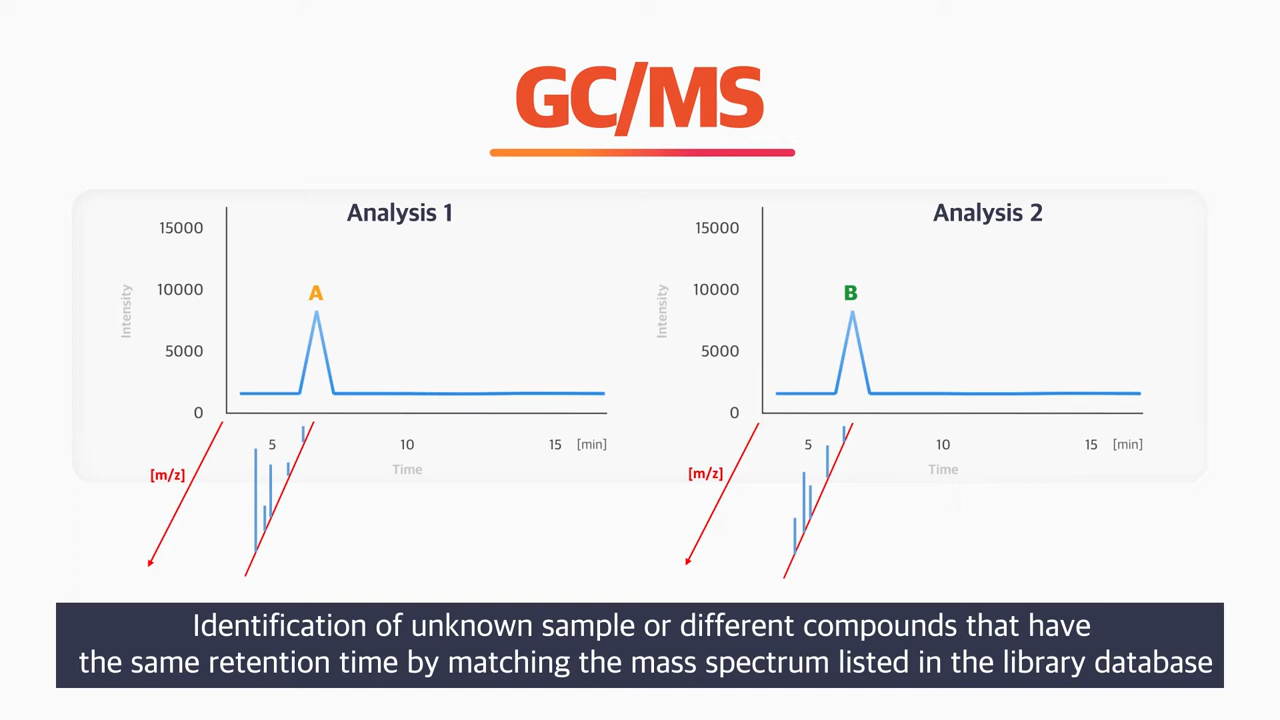 GC/MS
Analysis 1
15000
10000
5000
0
Intensity
A
5
10
15
[min]
Time
[m/z]
Analysis 2
15000
10000
5000
0
Intensity
B
5
10
15
[min]
Time
[m/z]
Identification of unknown sample or different compounds that have
the same retention time by matching the mass spectrum listed in the library database